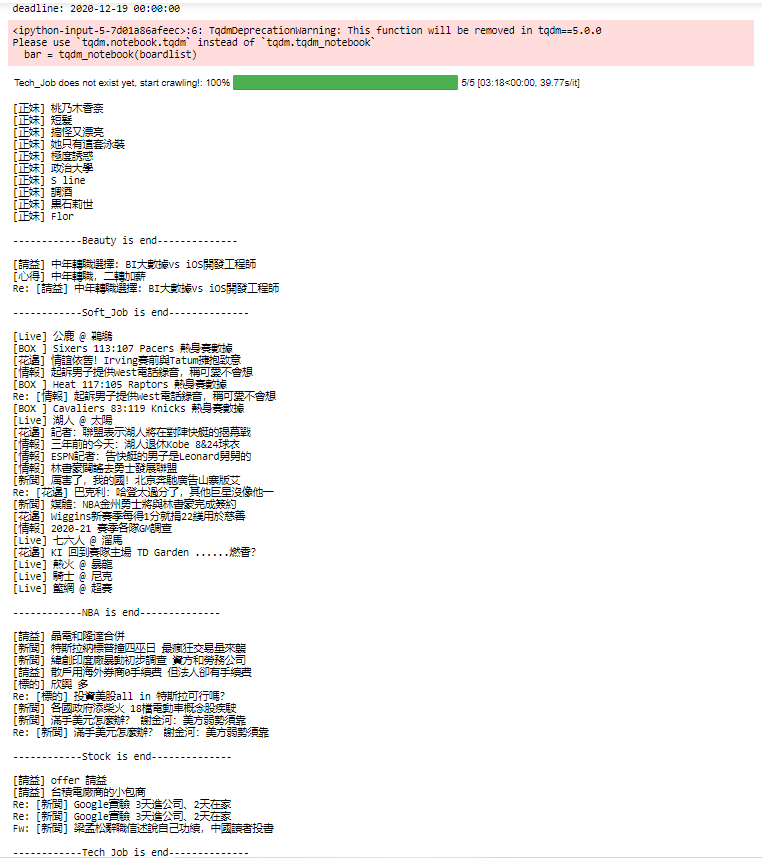 deadline: 2020-12-19 00:00:00
<ipython-input-5-7d01a86afeec>:6: TqdmDeprecationWarning: This function will be removed in tqdm==5.0.0
Please use `tqdm.notebook.tqdm` instead of `tqdm.tqdm_notebook`
bar = tqdm_notebook(boardlist)
Tech_Job does not exist yet, start crawling!: 100% 5/5 [03:18<00:00, 39.77s/it]
[正妹] 桃乃木香奈
[正妹] 短髮
[正妹] 搞怪又漂亮
[正妹] 她只有這套泳裝
[正妹] 極度誘惑
[正妹] 政治大學
[正妹] S line
[正妹] 調酒
[正妹] 黒石莉世
[正妹] Flor
------------Beauty is end--------------
[請益] 中年轉職選擇: BI大數據vs iOS開發工程師
[心得] 中年轉職, 二轉加薪
Re: [請益] 中年轉職選擇: BI大數據vs iOS開發工程師
------------Soft_Job is end--------------
[Live] 公鹿 @ 鵜鶘
[BOX ] Sixers 113:107 Pacers 熱身賽數據
[花邊] 情誼依舊! Irving賽前與Tatum擁抱致意
[情報] 起訴男子提供West電話錄音, 稱可愛不會想
[BOX ] Heat 117:105 Raptors 熱身賽數據
Re: [情報] 起訴男子提供West電話錄音, 稱可愛不會想
[BOX ] Cavaliers 83:119 Knicks 熱身賽數據
[Live] 湖人 @ 太陽
[花邊] 記者: 聯盟表示湖人將在對陣快艇的揭幕戰
[情報] 三年前的今天: 湖人退休Kobe 8&24球衣
[情報] ESPN記者: 告快艇的男子是Leonard舅舅的
[情報] 林書豪闢謠去勇士發展聯盟
[新聞] 厲害了, 我的國! 北京奔馳廣告山寨版艾
Re: [花邊] 巴克利: 哈登太過分了, 其他巨星沒像他一
[新聞] 媒體: NBA金州勇士將與林書豪完成簽約
[花邊] Wiggins新賽季每得1分就捐22鎂用於慈善
[情報] 2020-21 賽季各隊GM調查
[Live] 七六人 @ 溜馬
[花邊] KI 回到賽隊主場 TD Garden ......燃香?
[Live] 熱火 @ 暴龍
[Live] 騎士 @ 尼克
[Live] 籃網 @ 超賽
------------NBA is end--------------
[請益] 晶電和隆達合併
[新聞] 特斯拉納標普撞四巫日 最瘋狂交易量來襲
[新聞] 緯創印度廠暴動初步調查 資方和勞務公司
[請益] 散戶用海外券商0手續費 但法人卻有手續費
[標的] 欣興 多
Re: [標的] 投資美股all in 特斯拉可行嗎?
[新聞] 各國政府添柴火 18檔電動車概念股疾駛
[新聞] 滿手美元怎麼辦? 謝金河: 美方弱勢須靠
Re: [新聞] 滿手美元怎麼辦? 謝金河: 美方弱勢須靠
------------Stock is end--------------
[請益] offer 請益
[請益] 台積電廠商的小包商
Re: [新聞] Google實驗 3天進公司、2天在家
Re: [新聞] Google實驗 3天進公司、2天在家
Fw: [新聞] 梁孟松辭職信述說自己功績, 中國讀者投書
------------Tech_Job is end--------------